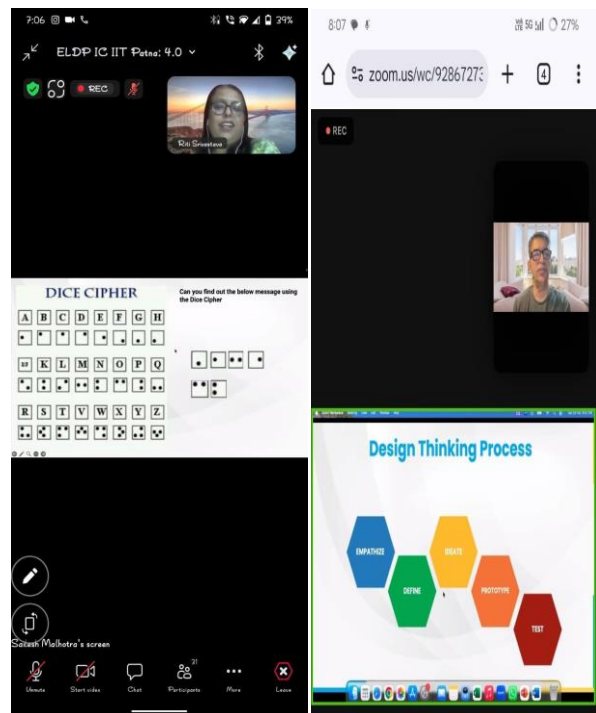 7:06
29%
ELDP IC IIT Patna: 4.0
REC
Riti Srivastava
DICE CIPHER
Can you find out the below message using
the Dice Cipher
A B C D E F G H
K L M N O P Q
R S T V W X Y Z
Malhotra's screen
Unmute
Start video
Chat
31
Participants
More
Leave
8:07
5G
27%
zoom.us/wc/92867273
4
REC
Design Thinking Process
EMPATHIZE
IDEATE
DEFINE
PROTOTYPE
TEST